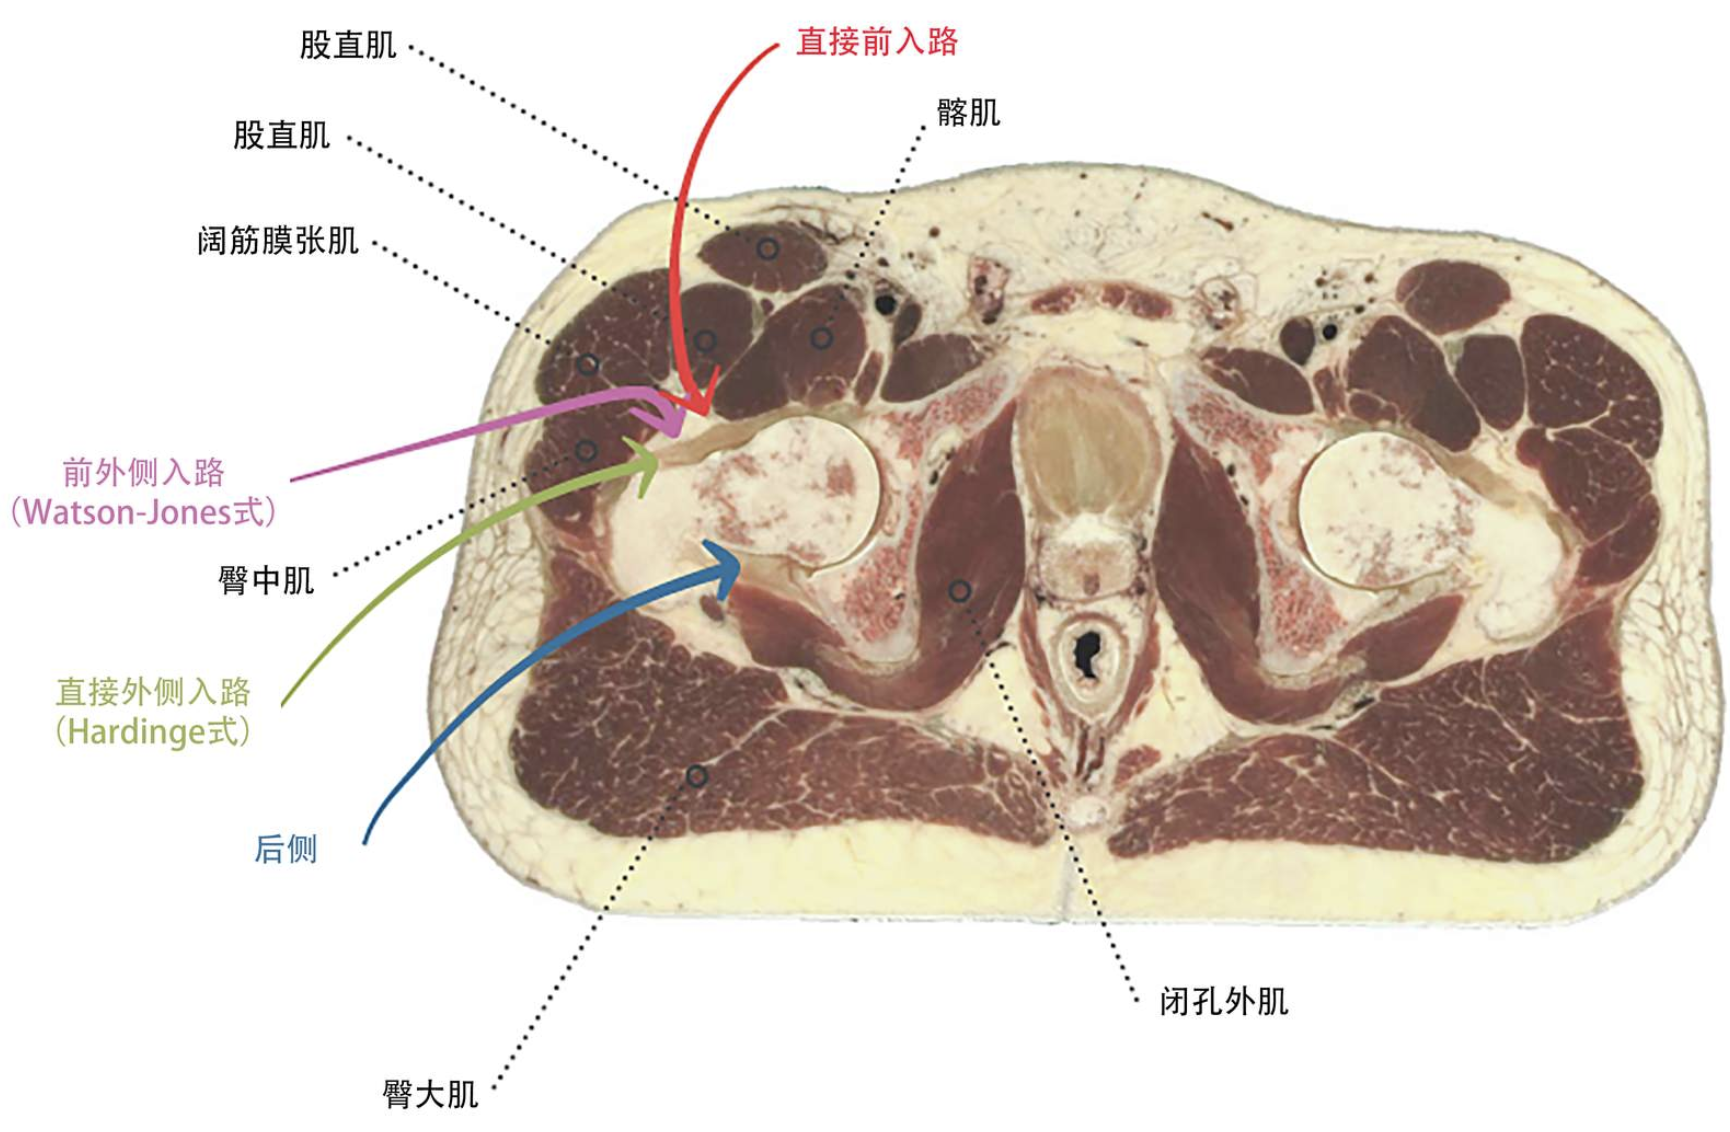 股直肌
直接前入路
髂肌
股直肌
阔筋膜张肌
前外侧入路
(Watson-Jones式)
臀中肌
直接外侧入路
(Hardinge式)
后侧
闭孔外肌
臀大肌